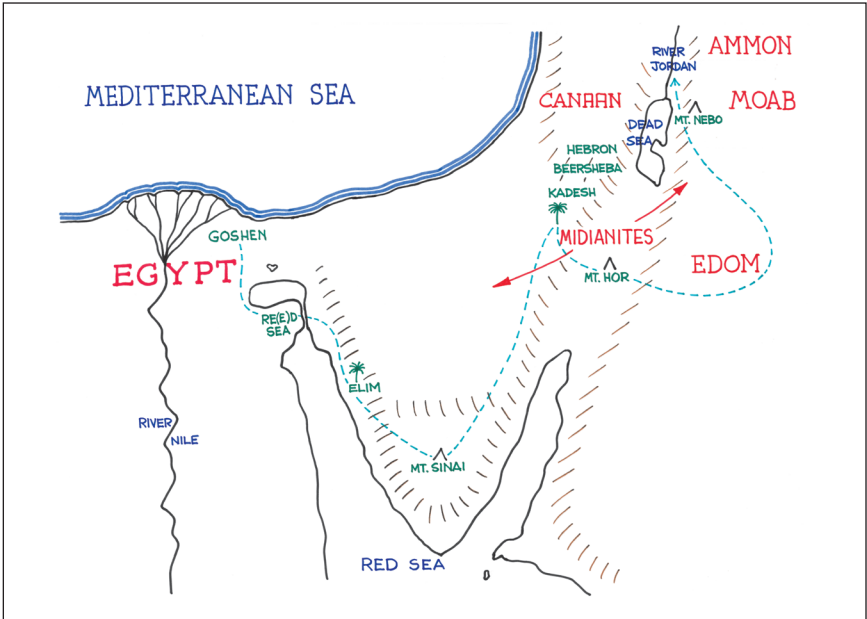 MEDITERRANEAN SEA
RIVER
JORDAN
AMMON
CANAAN
MOAB
DEAD
SEA
MT. NEBO
HEBRON
BEERSHEBA
KADESH
GOSHEN
MIDIANITES
EGYPT
EDOM
MT. HOR
RE(E)D
SEA
ELIM
RIVER
NILE
MT. SINAI
RED SEA